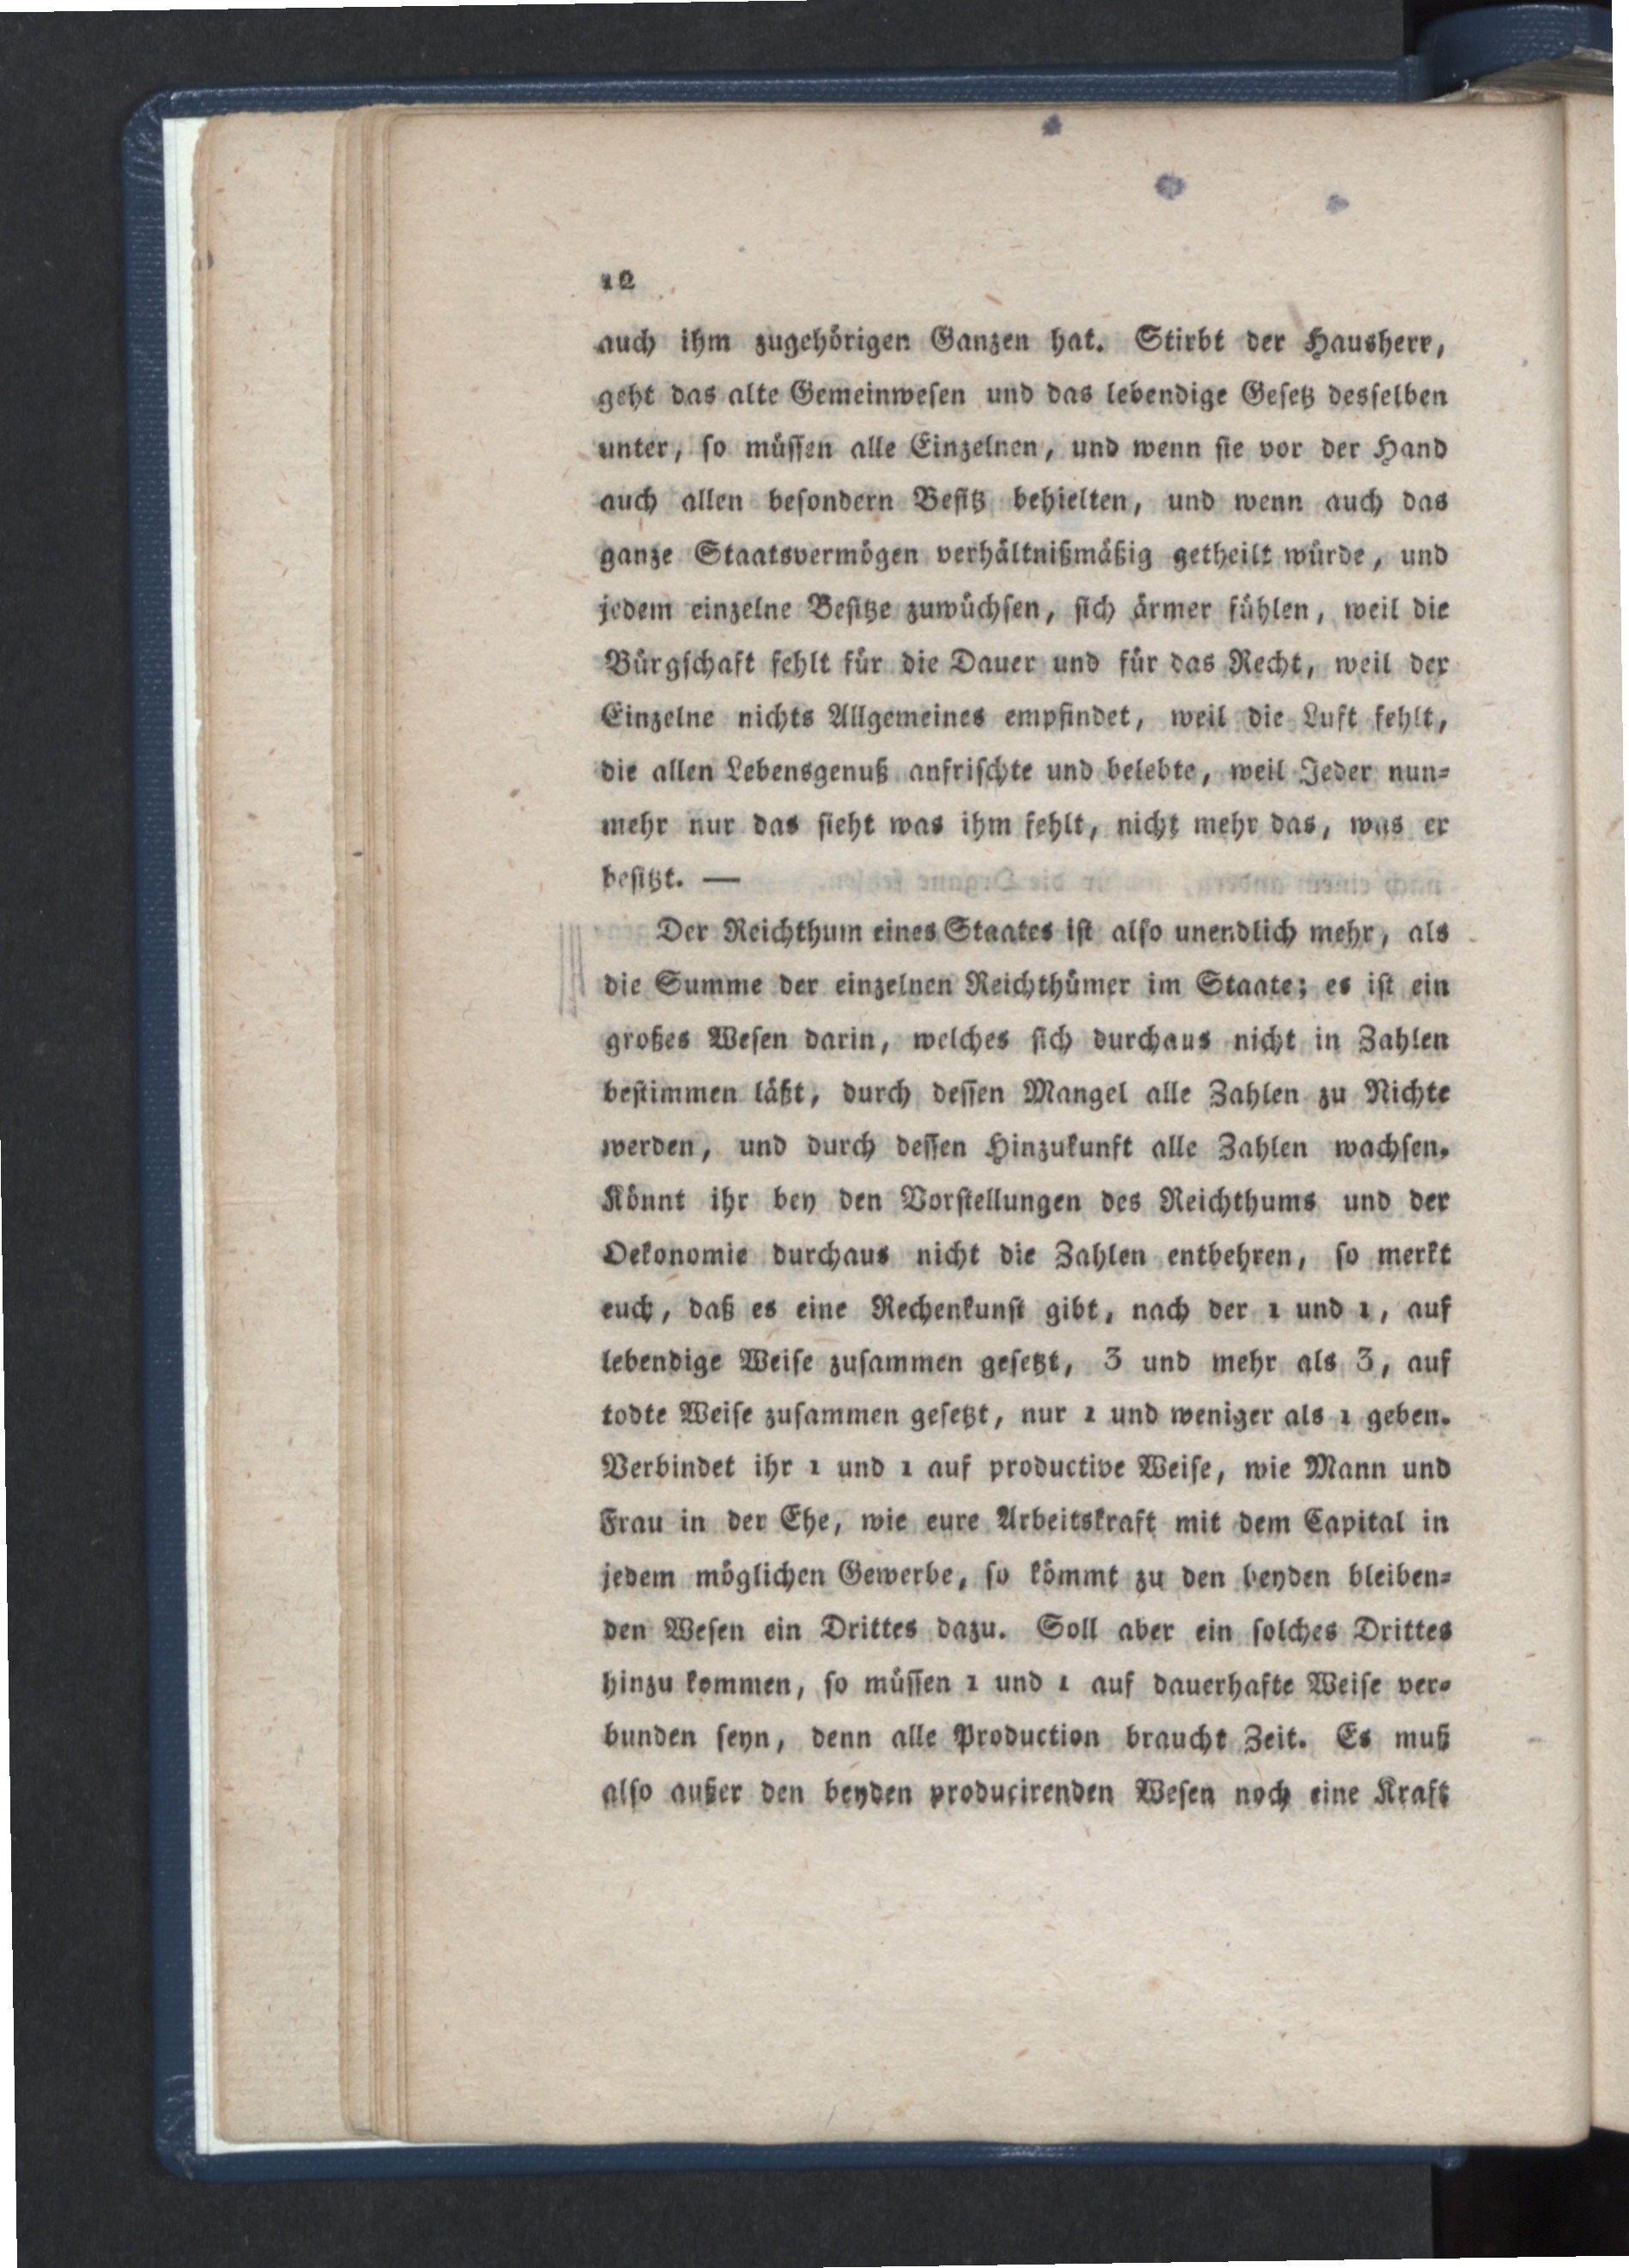 12
auch ihm zugehörigen Ganzen hat. Stirbt der Hausherr,
geht das alte Gemeinwesen und das lebendige Gesetz desselben
unter, so müssen alle Einzelnen, und wenn sie vor der Hand
auch allen besondern Besitz behielten, und wenn auch das
ganze Staatsvermögen verhältnißmäßig getheilt würde, und
jedem einzelne Besitze zuwüchsen, sich ärmer fühlen, weil die
Bürgschaft fehlt für die Dauer und für das Recht, weil der
Einzelne nichts Allgemeines empfindet, weil die Luft fehlt,
die allen Lebensgenuß anfrischte und belebte, weil Jeder nun-
mehr nur das sieht was ihm fehlt, nicht mehr das, was er
besitzt. —
Der Reichthum eines Staates ist also unendlich mehr, als
die Summe der einzelnen Reichthümer im Staate; es ist ein
großes Wesen darin, welches sich durchaus nicht in Zahlen
bestimmen läßt, durch dessen Mangel alle Zahlen zu Nichte
werden, und durch dessen Hinzukunft alle Zahlen wachsen.
Könnt ihr bey den Vorstellungen des Reichthums und der
Oekonomie durchaus nicht die Zahlen entbehren, so merkt
euch, daß es eine Rechenkunst gibt, nach der 1 und 1, auf
lebendige Weise zusammen gesetzt, 3 und mehr als 3, auf
todte Weise zusammen gesetzt, nur 1 und weniger als 1 geben.
Verbindet ihr 1 und 1 auf productive Weise, wie Mann und
Frau in der Ehe, wie eure Arbeitskraft mit dem Capital in
jedem möglichen Gewerbe, so kömmt zu den beyden bleiben-
den Wesen ein Drittes dazu. Soll aber ein solches Drittes
hinzu kommen, so müssen 1 und 1 auf dauerhafte Weise ver-
bunden seyn, denn alle Production braucht Zeit. Es muß
also außer den beyden producirenden Wesen noch eine Kraft